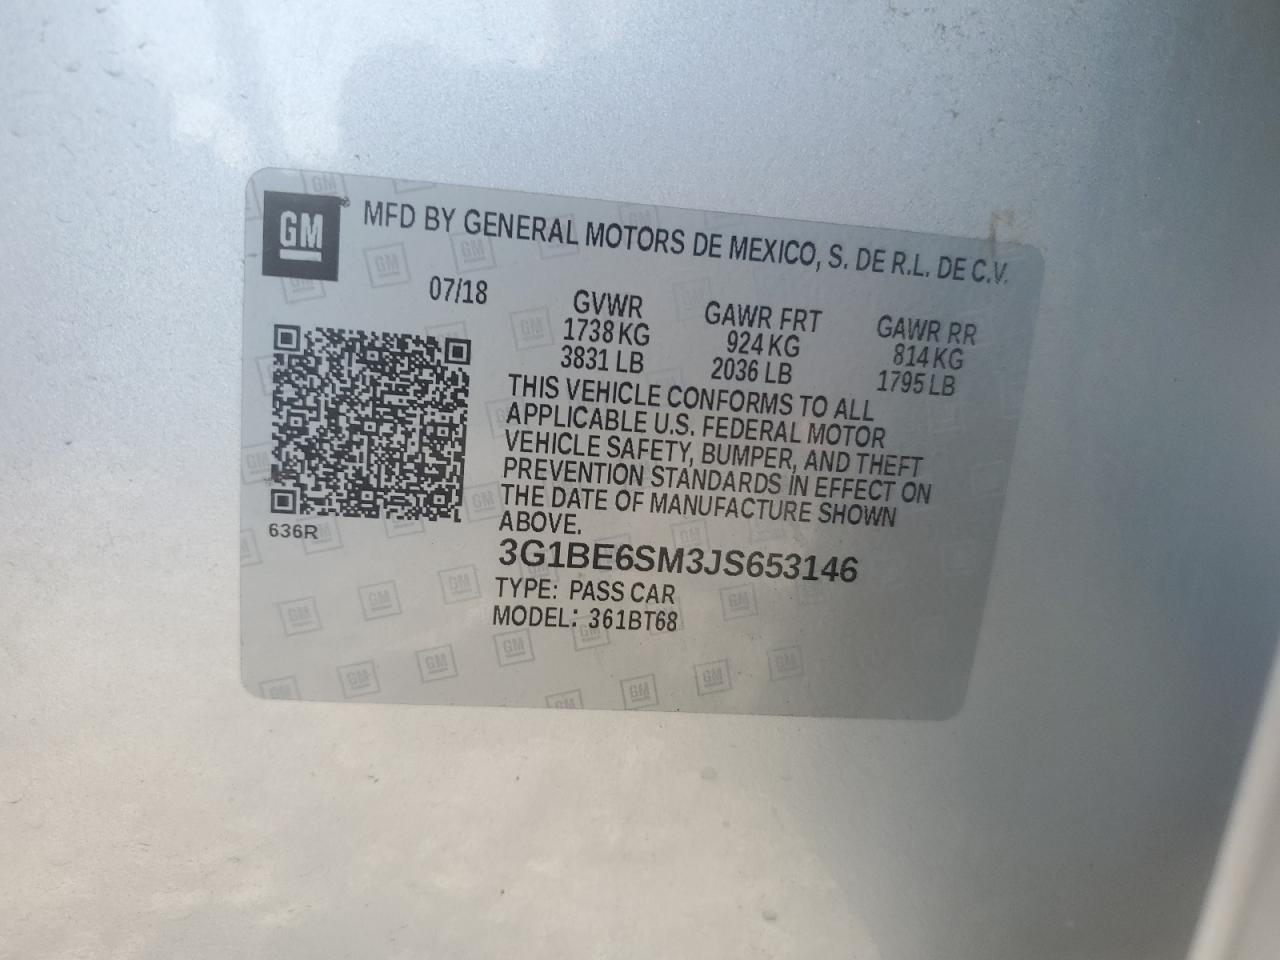 GM MFD BY GENERAL MOTORS DE MEXICO, S. DE R.L. DE C.V.
07/18
GVWR GAWR FRT GAWR RR
1738 KG 924 KG 814 KG
3831 LB 2036 LB 1795 LB
THIS VEHICLE CONFORMS TO ALL
APPLICABLE U.S. FEDERAL MOTOR
VEHICLE SAFETY, BUMPER, AND THEFT
PREVENTION STANDARDS IN EFFECT ON
THE DATE OF MANUFACTURE SHOWN
ABOVE.
636R
3G1BE6SM3JS653146
TYPE: PASS CAR
MODEL: 361BT68